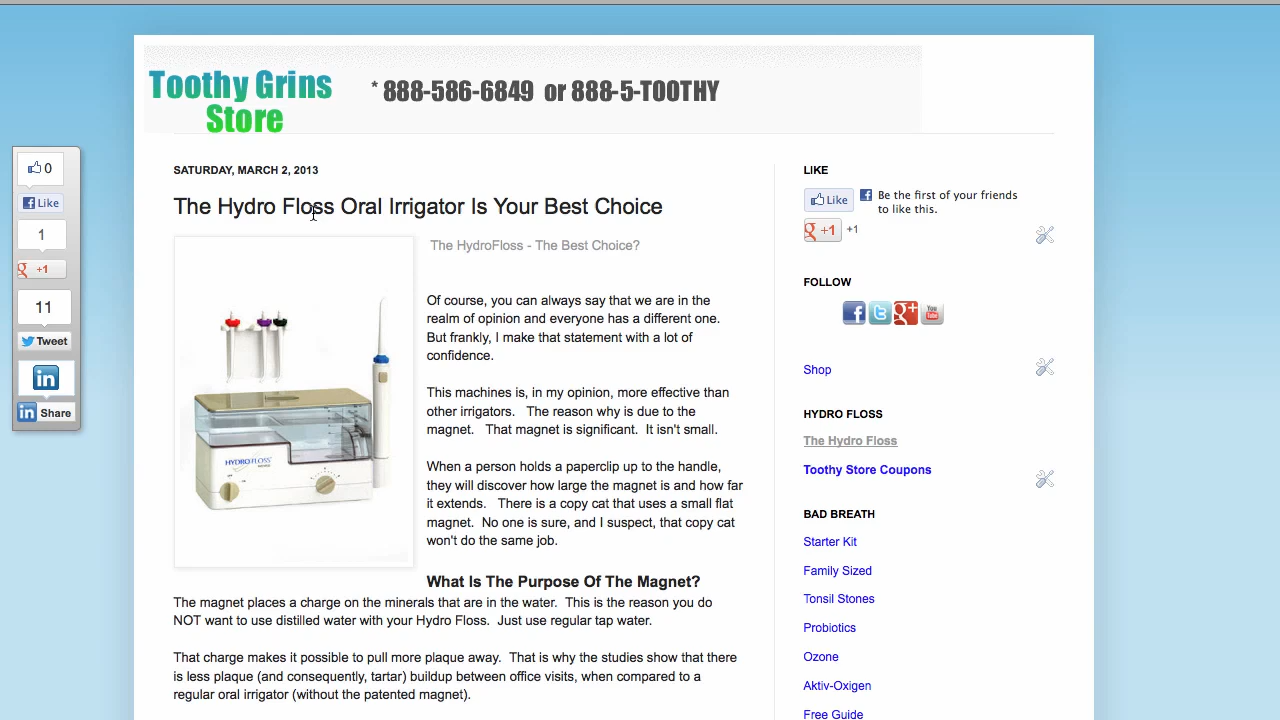 Toothy Grins
Store
* 888-586-6849 or 888-5-TOOTHY
0
Like
1
+1
11
Tweet
in
in Share
SATURDAY, MARCH 2, 2013
The Hydro Floss Oral Irrigator Is Your Best Choice
HYDROFLOSS
The HydroFloss - The Best Choice?
Of course, you can always say that we are in the
realm of opinion and everyone has a different one.
But frankly, I make that statement with a lot of
confidence.
This machines is, in my opinion, more effective than
other irrigators. The reason why is due to the
magnet. That magnet is significant. It isn't small.
When a person holds a paperclip up to the handle,
they will discover how large the magnet is and how far
it extends. There is a copy cat that uses a small flat
magnet. No one is sure, and I suspect, that copy cat
won't do the same job.
What Is The Purpose Of The Magnet?
The magnet places a charge on the minerals that are in the water. This is the reason you do
NOT want to use distilled water with your Hydro Floss. Just use regular tap water.
That charge makes it possible to pull more plaque away. That is why the studies show that there
is less plaque (and consequently, tartar) buildup between office visits, when compared to a
regular oral irrigator (without the patented magnet).
LIKE
Like
Be the first of your friends
to like this.
g +1
+1
FOLLOW
f
t
g+
You
Shop
HYDRO FLOSS
The Hydro Floss
Toothy Store Coupons
BAD BREATH
Starter Kit
Family Sized
Tonsil Stones
Probiotics
Ozone
Aktiv-Oxigen
Free Guide